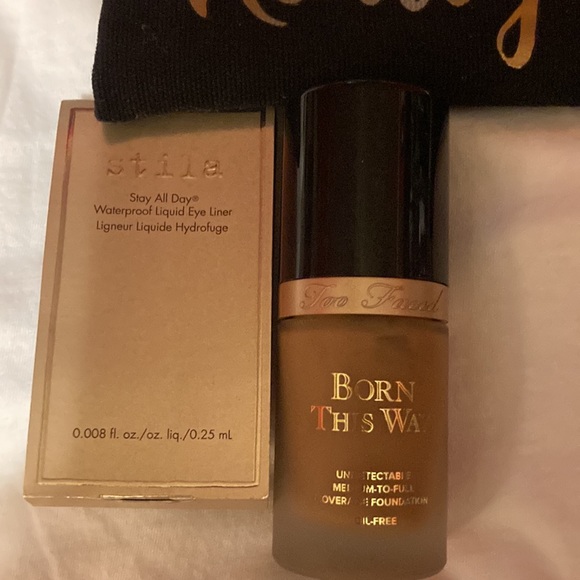 stila
Stay All Day®
Waterproof Liquid Eye Liner
Ligneur Liquide Hydrofuge
0.008 fl. oz./oz. liq./0.25 mL
Too Faced
BORN
THIS WAY
UNDETECTABLE
MEDIUM-TO-FULL
COVERAGE FOUNDATION
OIL-FREE